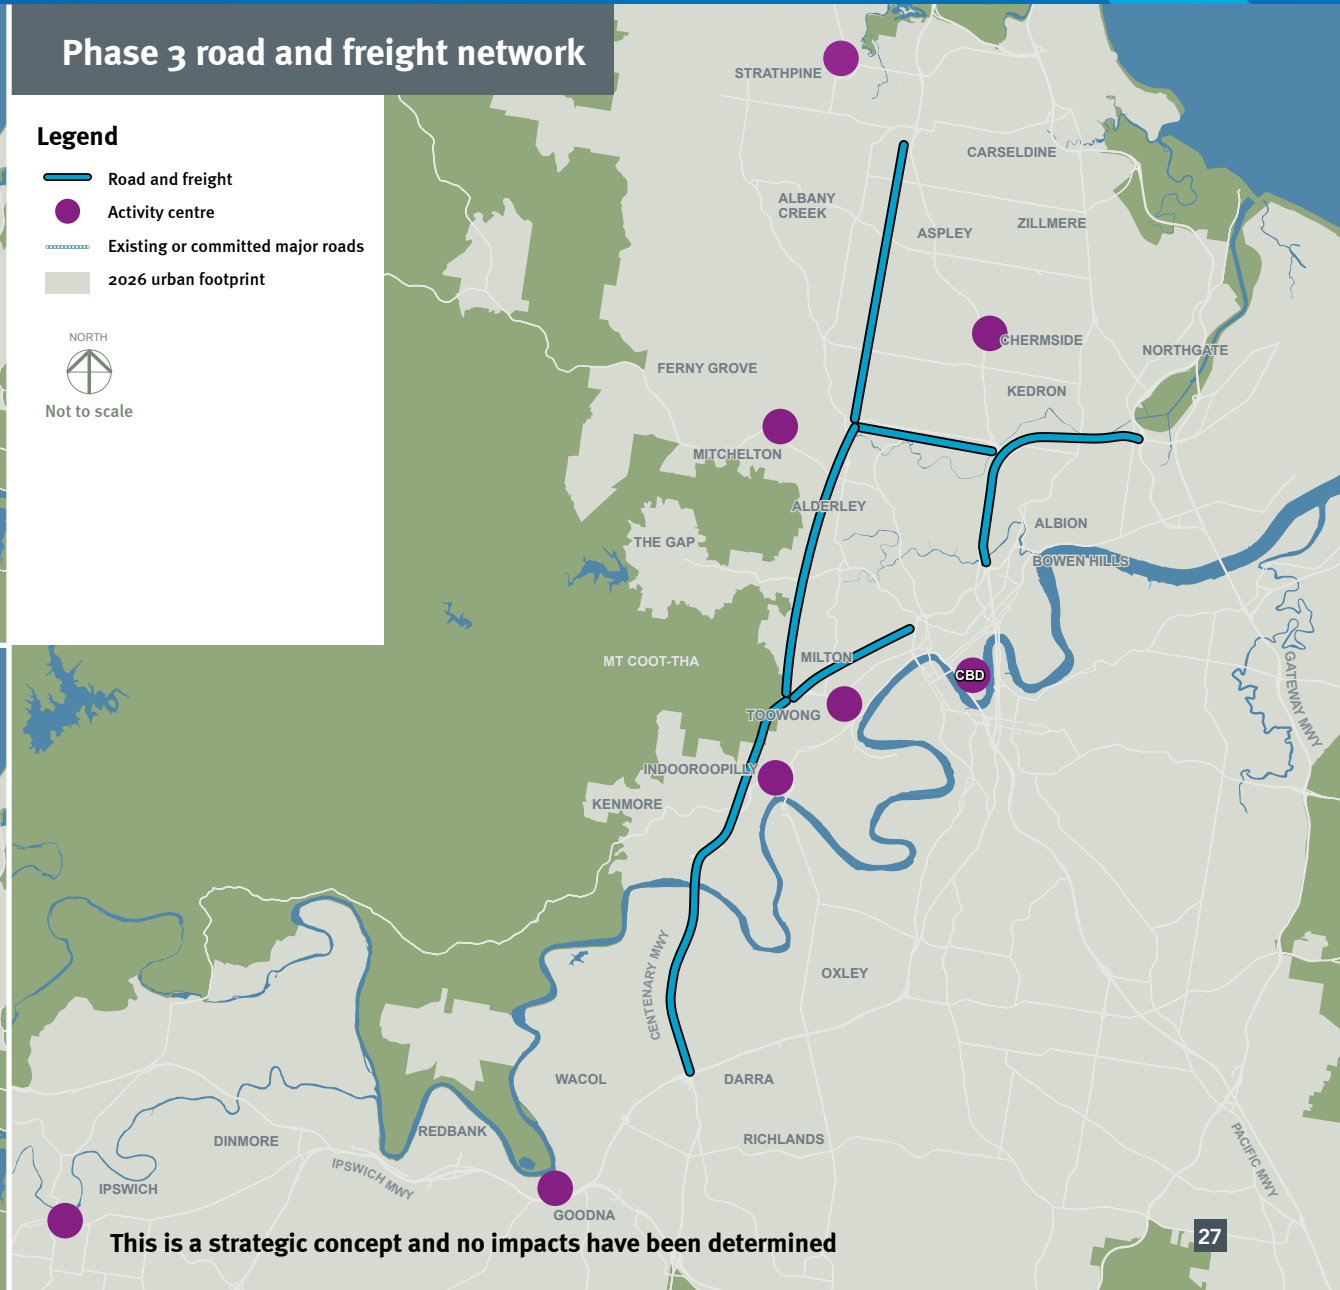 Phase 3 road and freight network
Legend
Road and freight
Activity centre
Existing or committed major roads
2026 urban footprint
NORTH
Not to scale
STRATHPINE
CARSELDINE
ALBANY
CREEK
ZILLMERE
ASPLEY
CHERMSIDE
NORTHGATE
FERNY GROVE
KEDRON
MITCHELTON
ALDERLEY
ALBION
THE GAP
BOWEN HILLS
MT COOT-THA
MILTON
CBD
GATEWAY MWY
TOOWONG
INDOOROOPILLY
KENMORE
CENTENARY MWY
OXLEY
WACOL
DARRA
REDBANK
DINMORE
RICHLANDS
PACIFIC MWY
IPSWICH MWY
IPSWICH
GOODNA
This is a strategic concept and no impacts have been determined
27